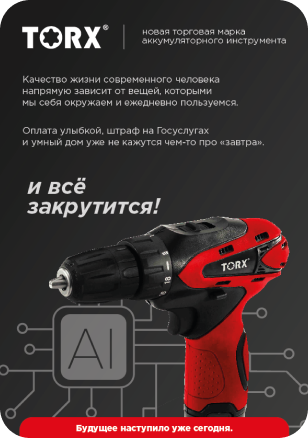 TORX®
новая торговая марка
аккумуляторного инструмента
Качество жизни современного человека
напрямую зависит от вещей, которыми
мы себя окружаем и ежедневно пользуемся.
Оплата улыбкой, штраф на Госуслугах
и умный дом уже не кажутся чем-то про «завтра».
и всё
закрутится!
TORX
AI
Будущее наступило уже сегодня.